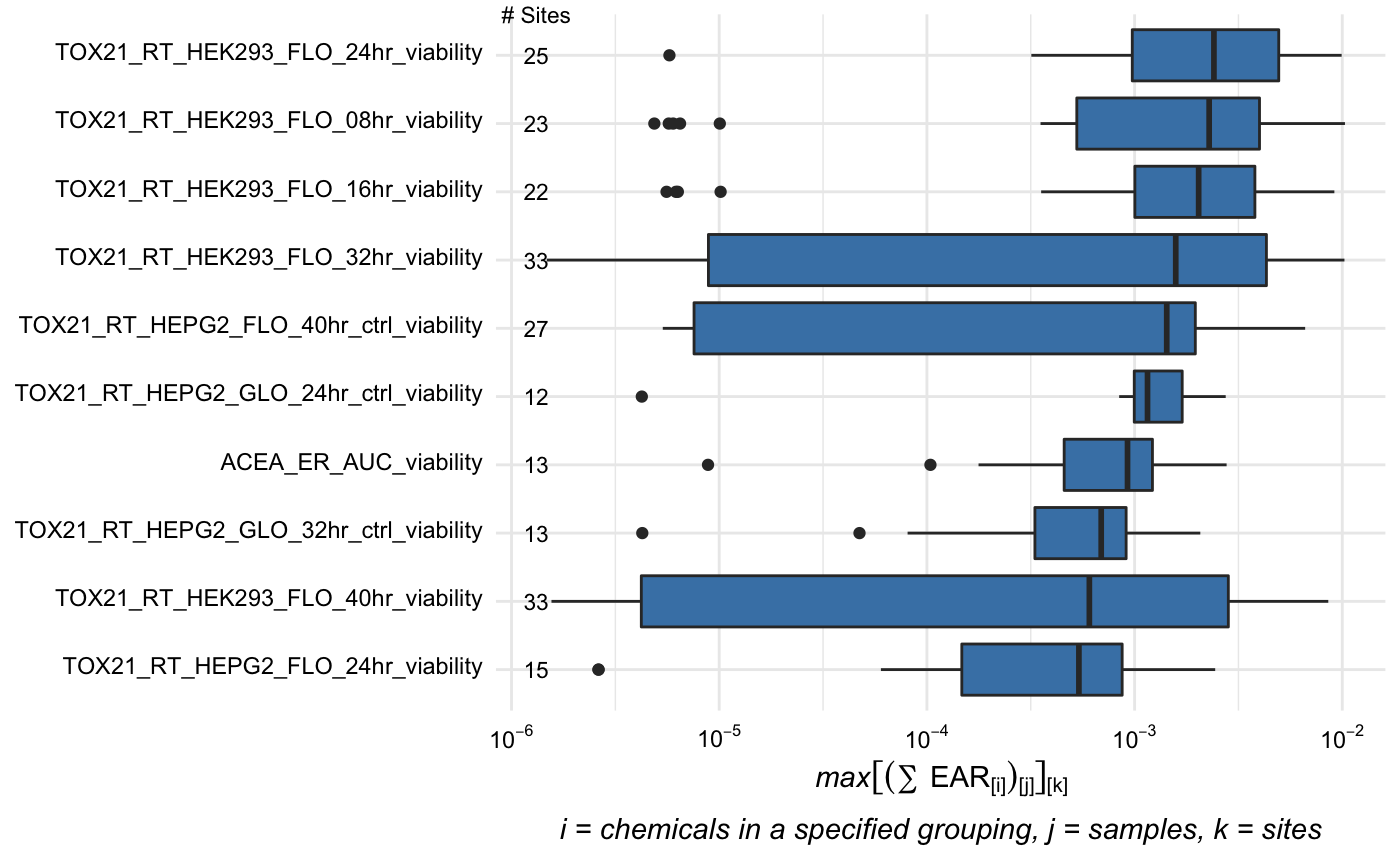 # Sites
TOX21_RT_HEK293_FLO_24hr_viability 25
TOX21_RT_HEK293_FLO_08hr_viability 23
TOX21_RT_HEK293_FLO_16hr_viability 22
TOX21_RT_HEK293_FLO_32hr_viability 33
TOX21_RT_HEPG2_FLO_40hr_ctrl_viability 27
TOX21_RT_HEPG2_GLO_24hr_ctrl_viability 12
ACEA_ER_AUC_viability 13
TOX21_RT_HEPG2_GLO_32hr_ctrl_viability 13
TOX21_RT_HEK293_FLO_40hr_viability 33
TOX21_RT_HEPG2_FLO_24hr_viability 15
10⁻⁶ 10⁻⁵ 10⁻⁴ 10⁻³ 10⁻²
max[(∑ EAR[i])[j]][k]
i = chemicals in a specified grouping, j = samples, k = sites